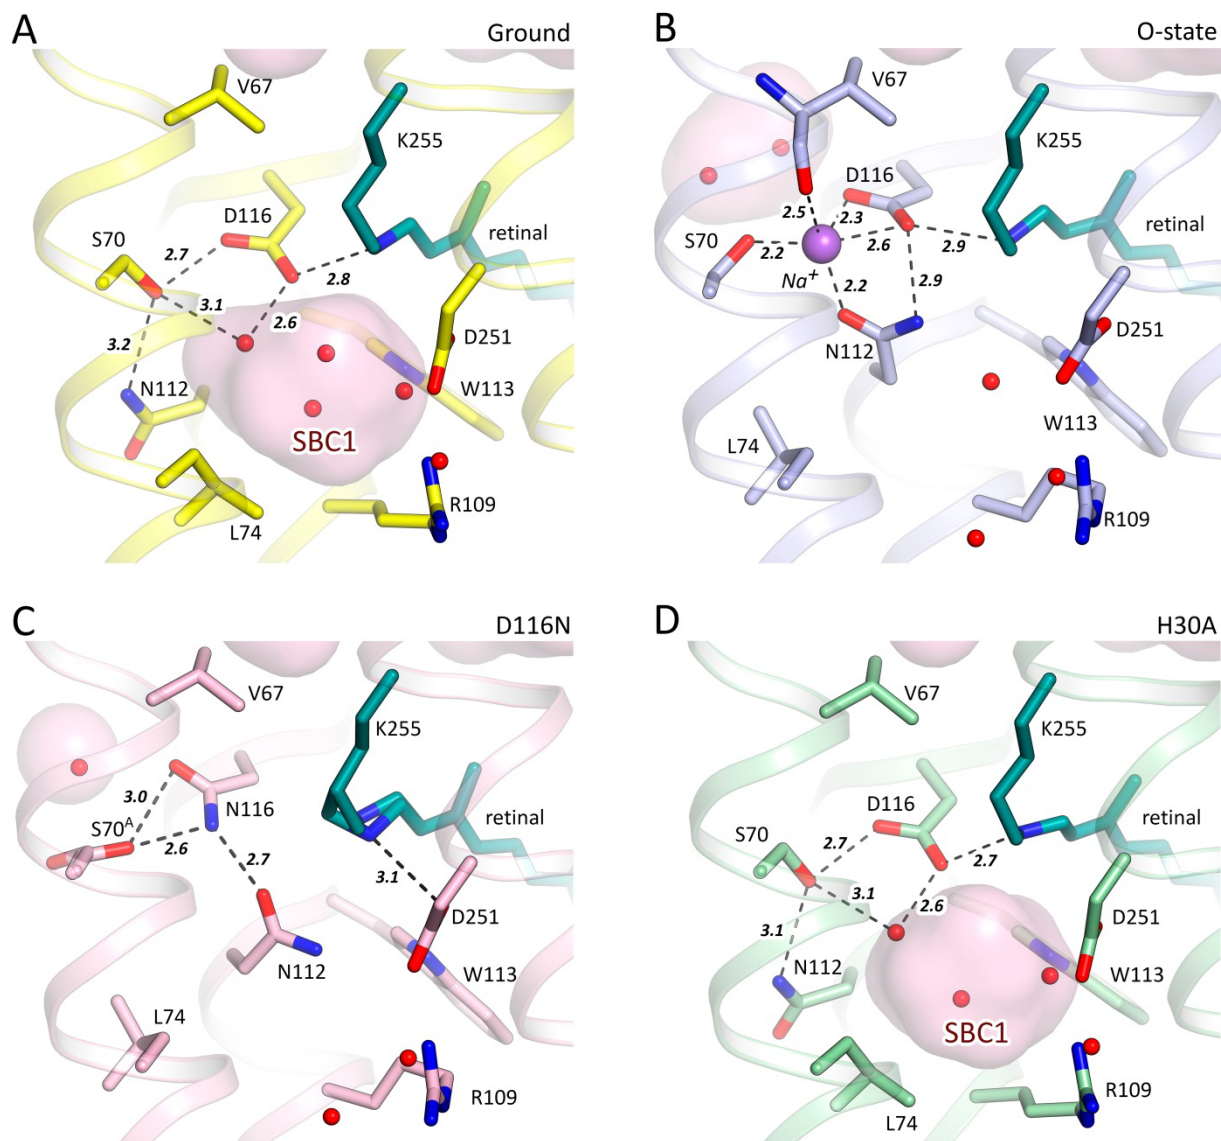 A
Ground
V67
K255
D116
retinal
S70
2.7
2.8
3.1
2.6
3.2
D251
N112
W113
SBC1
R109
L74
B
O-state
V67
K255
D116
2.5
2.3
retinal
S70
2.2
2.6
2.9
Na+
2.2
2.9
D251
N112
W113
L74
R109
C
D116N
V67
K255
3.0
N116
retinal
S70A
2.6
2.7
3.1
D251
N112
W113
L74
R109
D
H30A
V67
K255
D116
retinal
S70
2.7
2.7
3.1
2.6
D251
3.1
N112
W113
SBC1
L74
R109